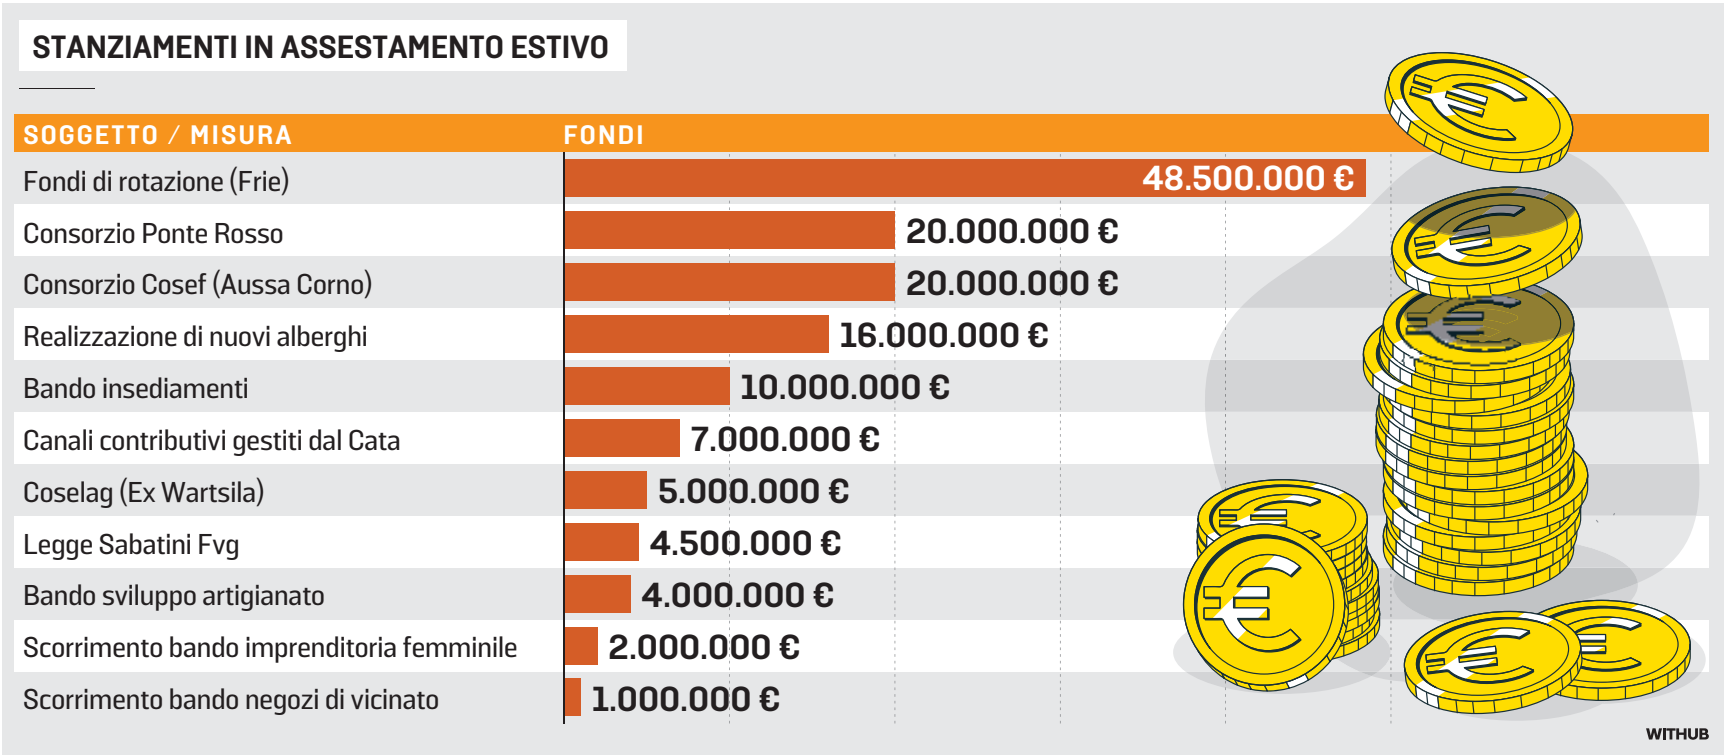 STANZIAMENTI IN ASSESTAMENTO ESTIVO
SOGGETTO / MISURA FONDI
Fondi di rotazione (Frie) 48.500.000 €
Consorzio Ponte Rosso 20.000.000 €
Consorzio Cosef (Aussa Corno) 20.000.000 €
Realizzazione di nuovi alberghi 16.000.000 €
Bando insediamenti 10.000.000 €
Canali contributivi gestiti dal Cata 7.000.000 €
Coselag (Ex Wartsila) 5.000.000 €
Legge Sabatini Fvg 4.500.000 €
Bando sviluppo artigianato 4.000.000 €
Scorrimento bando imprenditoria femminile 2.000.000 €
Scorrimento bando negozi di vicinato 1.000.000 €
WITHUB